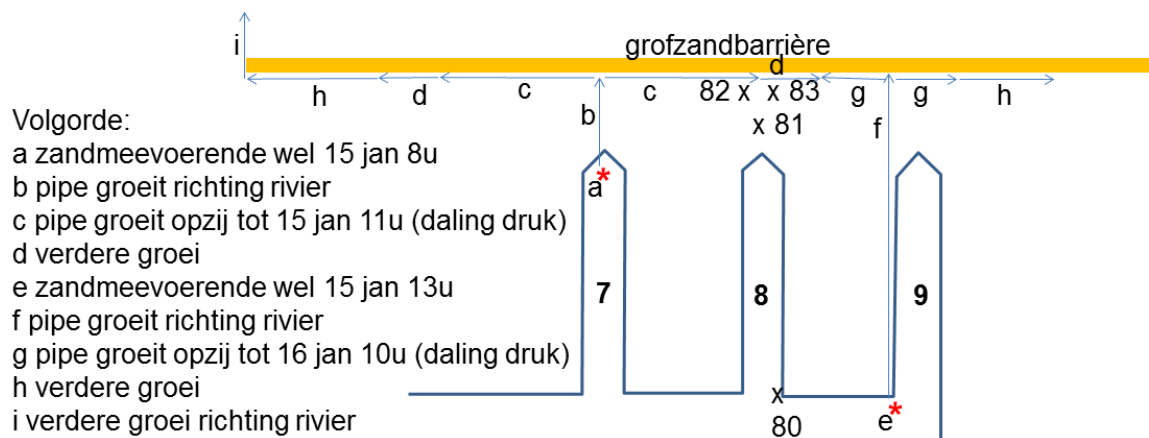 i
grofzandbarrière
d
h d c c 82 x x 83 g g h
b x 81 f
Volgorde:
a zandmeevoerende wel 15 jan 8u
a*
b pipe groeit richting rivier
c pipe groeit opzij tot 15 jan 11u (daling druk)
d verdere groei
e zandmeevoerende wel 15 jan 13u
7 8 9
f pipe groeit richting rivier
g pipe groeit opzij tot 16 jan 10u (daling druk)
h verdere groei
x
i verdere groei richting rivier
80 e*